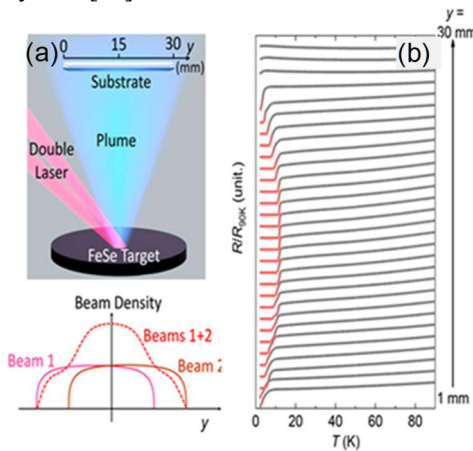 (a)
0 15 30 y
(mm)
Substrate
Plume
Double
Laser
FeSe Target
Beam Density
Beams 1+2
Beam 1
Beam 2
y
y =
30 mm
(b)
R/R90K (unit.)
1 mm
0 20 40 60 80
T (K)